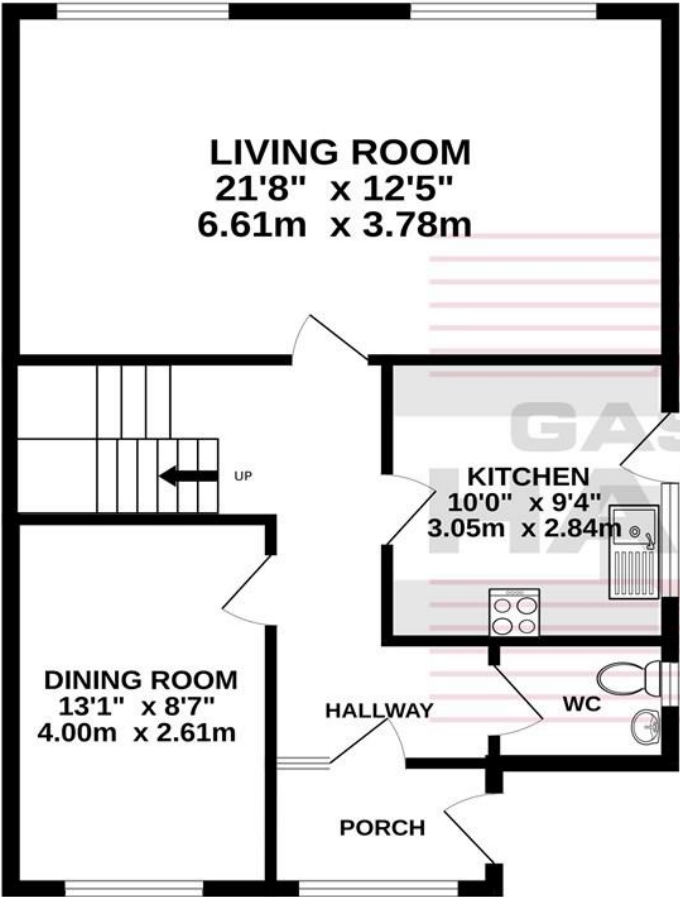 LIVING ROOM
21'8" x 12'5"
6.61m x 3.78m
UP
KITCHEN
10'0" x 9'4"
3.05m x 2.84m
DINING ROOM
13'1" x 8'7"
4.00m x 2.61m
HALLWAY
WC
PORCH